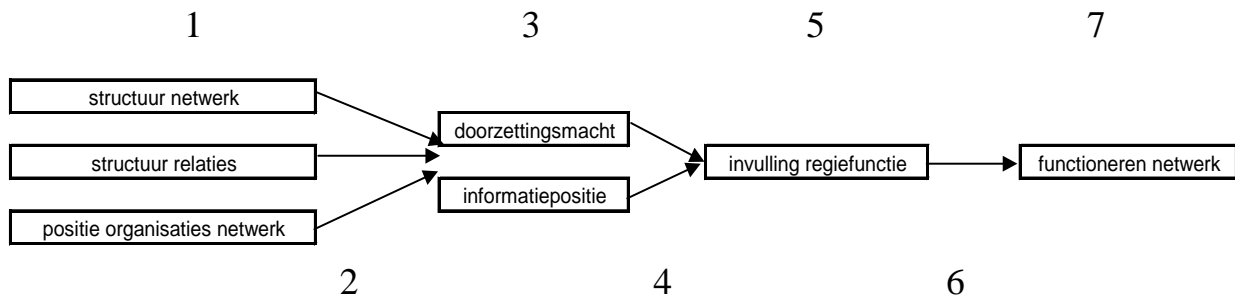 1 3 5 7
structuur netwerk
doorzettingsmacht
structuur relaties
invulling regiefunctie
functioneren netwerk
informatiepositie
positie organisaties netwerk
2 4 6